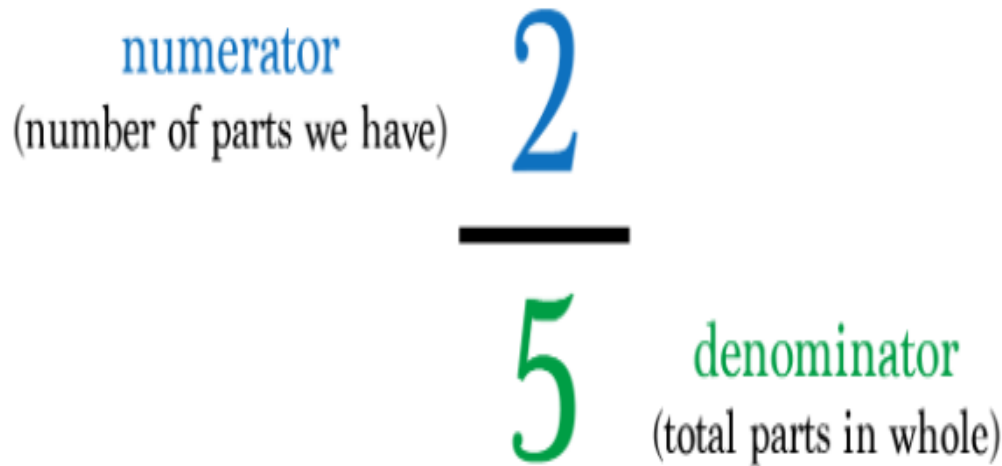 numerator
(number of parts we have)
2
5
denominator
(total parts in whole)